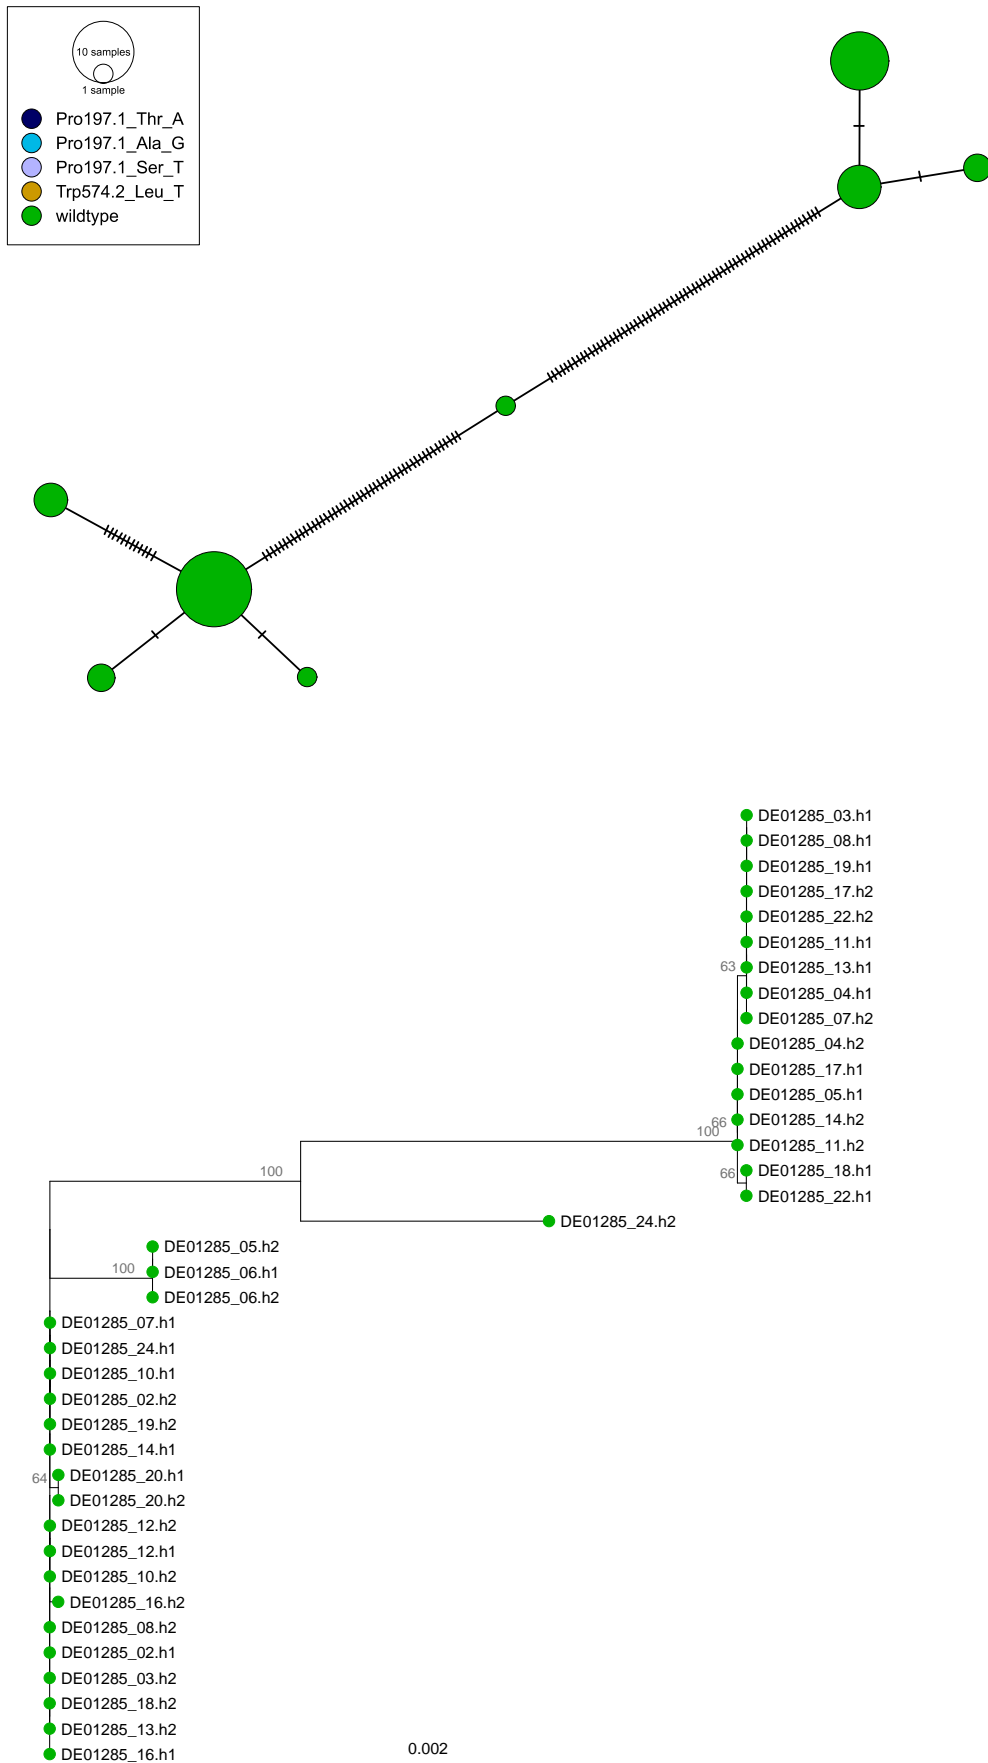 10 samples
1 sample
Pro197.1_Thr_A
Pro197.1_Ala_G
Pro197.1_Ser_T
Trp574.2_Leu_T
wildtype
DE01285_03.h1
DE01285_08.h1
DE01285_19.h1
DE01285_17.h2
DE01285_22.h2
DE01285_11.h1
63
DE01285_13.h1
DE01285_04.h1
DE01285_07.h2
DE01285_04.h2
DE01285_17.h1
DE01285_05.h1
66
DE01285_14.h2
100
DE01285_11.h2
66
DE01285_18.h1
100
DE01285_22.h1
DE01285_24.h2
DE01285_05.h2
100
DE01285_06.h1
DE01285_06.h2
DE01285_07.h1
DE01285_24.h1
DE01285_10.h1
DE01285_02.h2
DE01285_19.h2
DE01285_14.h1
64
DE01285_20.h1
DE01285_20.h2
DE01285_12.h2
DE01285_12.h1
DE01285_10.h2
DE01285_16.h2
DE01285_08.h2
DE01285_02.h1
DE01285_03.h2
DE01285_18.h2
DE01285_13.h2
DE01285_16.h1
0.002